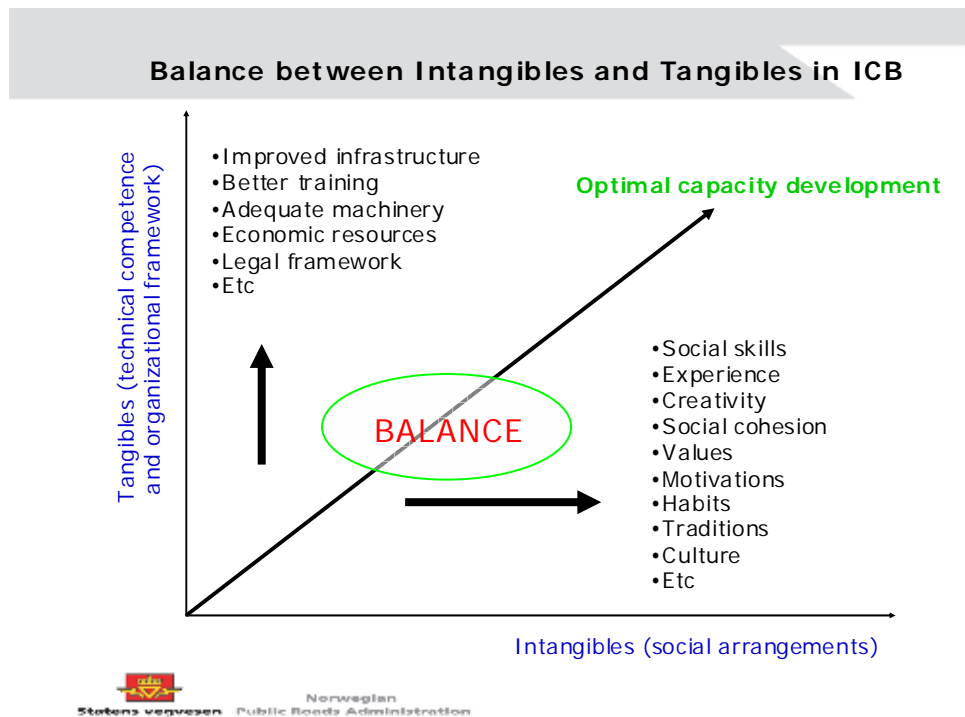 Balance between Intangibles and Tangibles in ICB
Tangibles (technical competence
and organizational framework)
•Improved infrastructure
•Better training
•Adequate machinery
•Economic resources
•Legal framework
•Etc
Optimal capacity development
BALANCE
•Social skills
•Experience
•Creativity
•Social cohesion
•Values
•Motivations
•Habits
•Traditions
•Culture
•Etc
Intangibles (social arrangements)
Statens vegvesen
Norwegian
Public Roads Administration